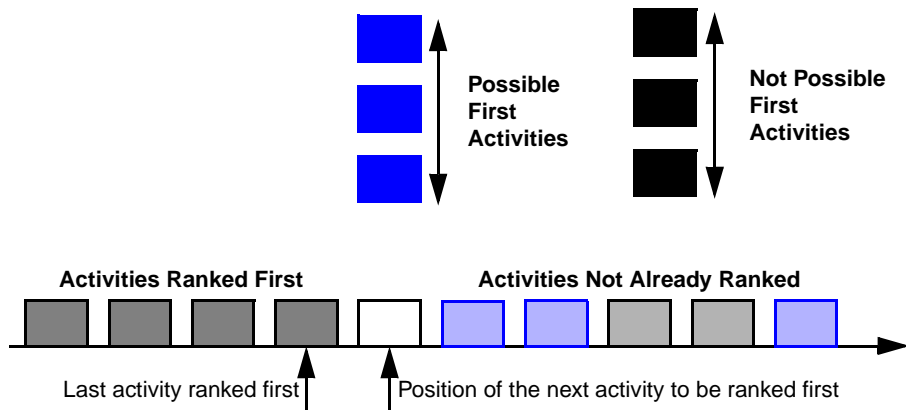 Possible
First
Activities
Not Possible
First
Activities
Activities Ranked First
Activities Not Already Ranked
Last activity ranked first
Position of the next activity to be ranked first